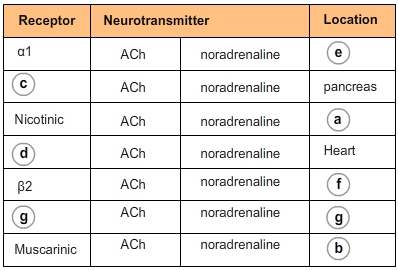 Receptor Neurotransmitter Location
α1 ACh noradrenaline e
c ACh noradrenaline pancreas
Nicotinic ACh noradrenaline a
d ACh noradrenaline Heart
β2 ACh noradrenaline f
g ACh noradrenaline g
Muscarinic ACh noradrenaline b